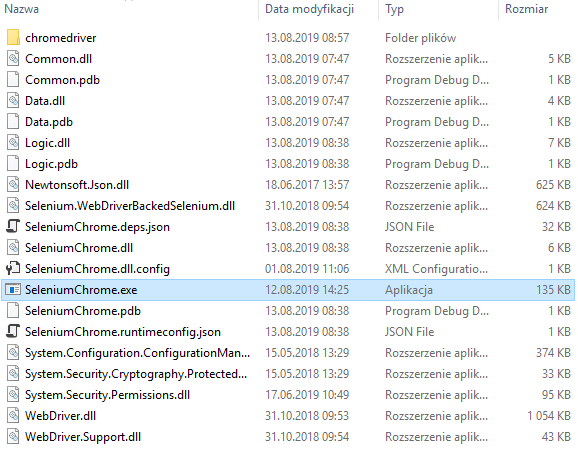 Nazwa Data modyfikacji Typ Rozmiar
chromedriver 13.08.2019 08:57 Folder plików
Common.dll 13.08.2019 07:47 Rozszerzenie aplik... 5 KB
Common.pdb 13.08.2019 07:47 Program Debug D... 1 KB
Data.dll 13.08.2019 07:47 Rozszerzenie aplik... 4 KB
Data.pdb 13.08.2019 07:47 Program Debug D... 1 KB
Logic.dll 13.08.2019 08:38 Rozszerzenie aplik... 7 KB
Logic.pdb 13.08.2019 08:38 Program Debug D... 1 KB
Newtonsoft.Json.dll 18.06.2017 13:57 Rozszerzenie aplik... 625 KB
Selenium.WebDriverBackedSelenium.dll 31.10.2018 09:54 Rozszerzenie aplik... 624 KB
SeleniumChrome.deps.json 13.08.2019 08:38 JSON File 32 KB
SeleniumChrome.dll 13.08.2019 08:38 Rozszerzenie aplik... 6 KB
SeleniumChrome.dll.config 01.08.2019 11:06 XML Configuratio... 1 KB
SeleniumChrome.exe 12.08.2019 14:25 Aplikacja 135 KB
SeleniumChrome.pdb 13.08.2019 08:38 Program Debug D... 1 KB
SeleniumChrome.runtimeconfig.json 13.08.2019 08:38 JSON File 1 KB
System.Configuration.ConfigurationMan... 15.05.2018 13:29 Rozszerzenie aplik... 374 KB
System.Security.Cryptography.Protected... 15.05.2018 13:29 Rozszerzenie aplik... 33 KB
System.Security.Permissions.dll 17.06.2019 10:49 Rozszerzenie aplik... 95 KB
WebDriver.dll 31.10.2018 09:53 Rozszerzenie aplik... 1 054 KB
WebDriver.Support.dll 31.10.2018 09:54 Rozszerzenie aplik... 43 KB